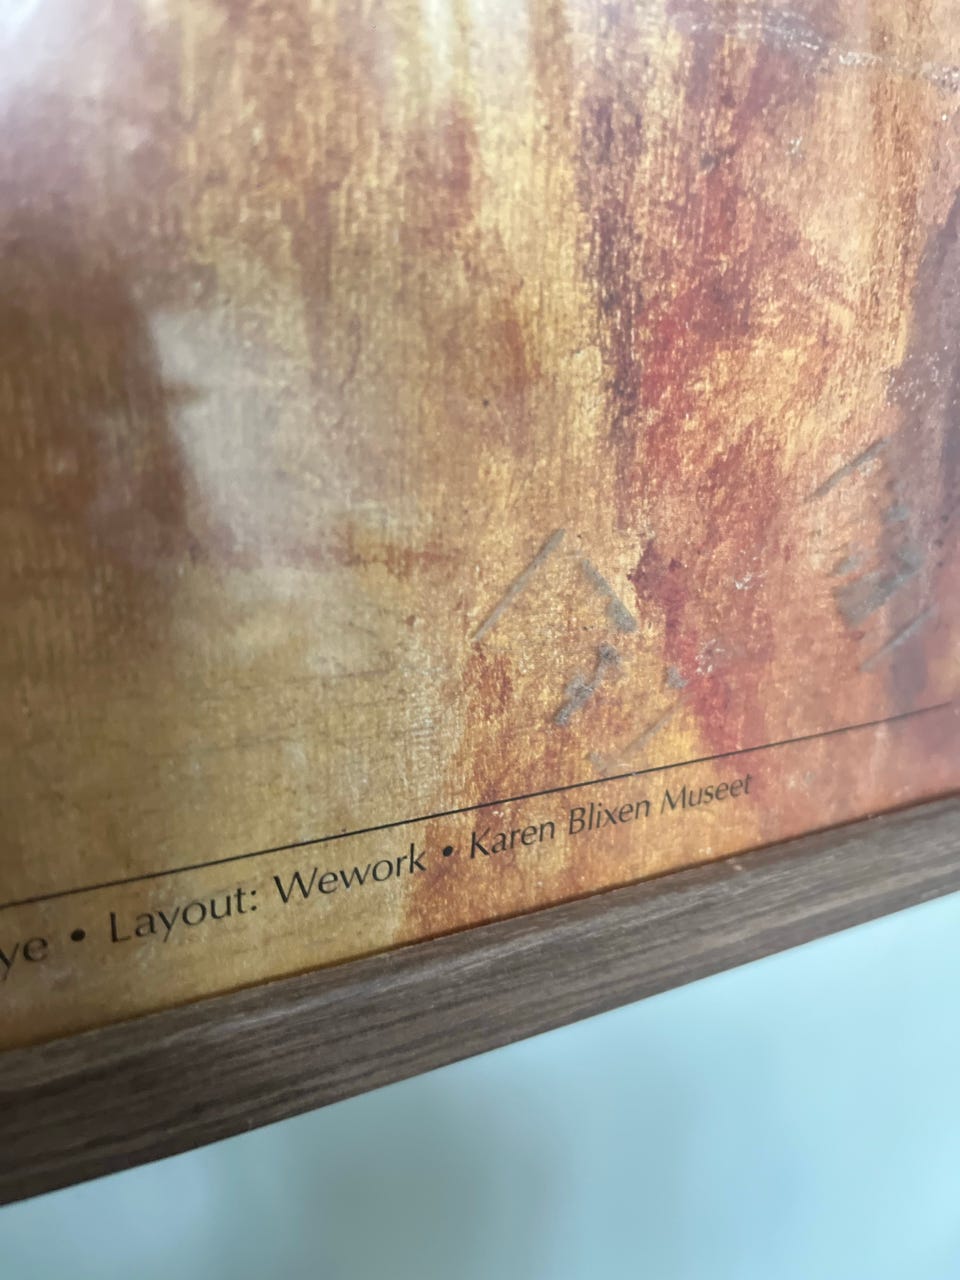 ye • Layout: Wework • Karen Blixen Museet